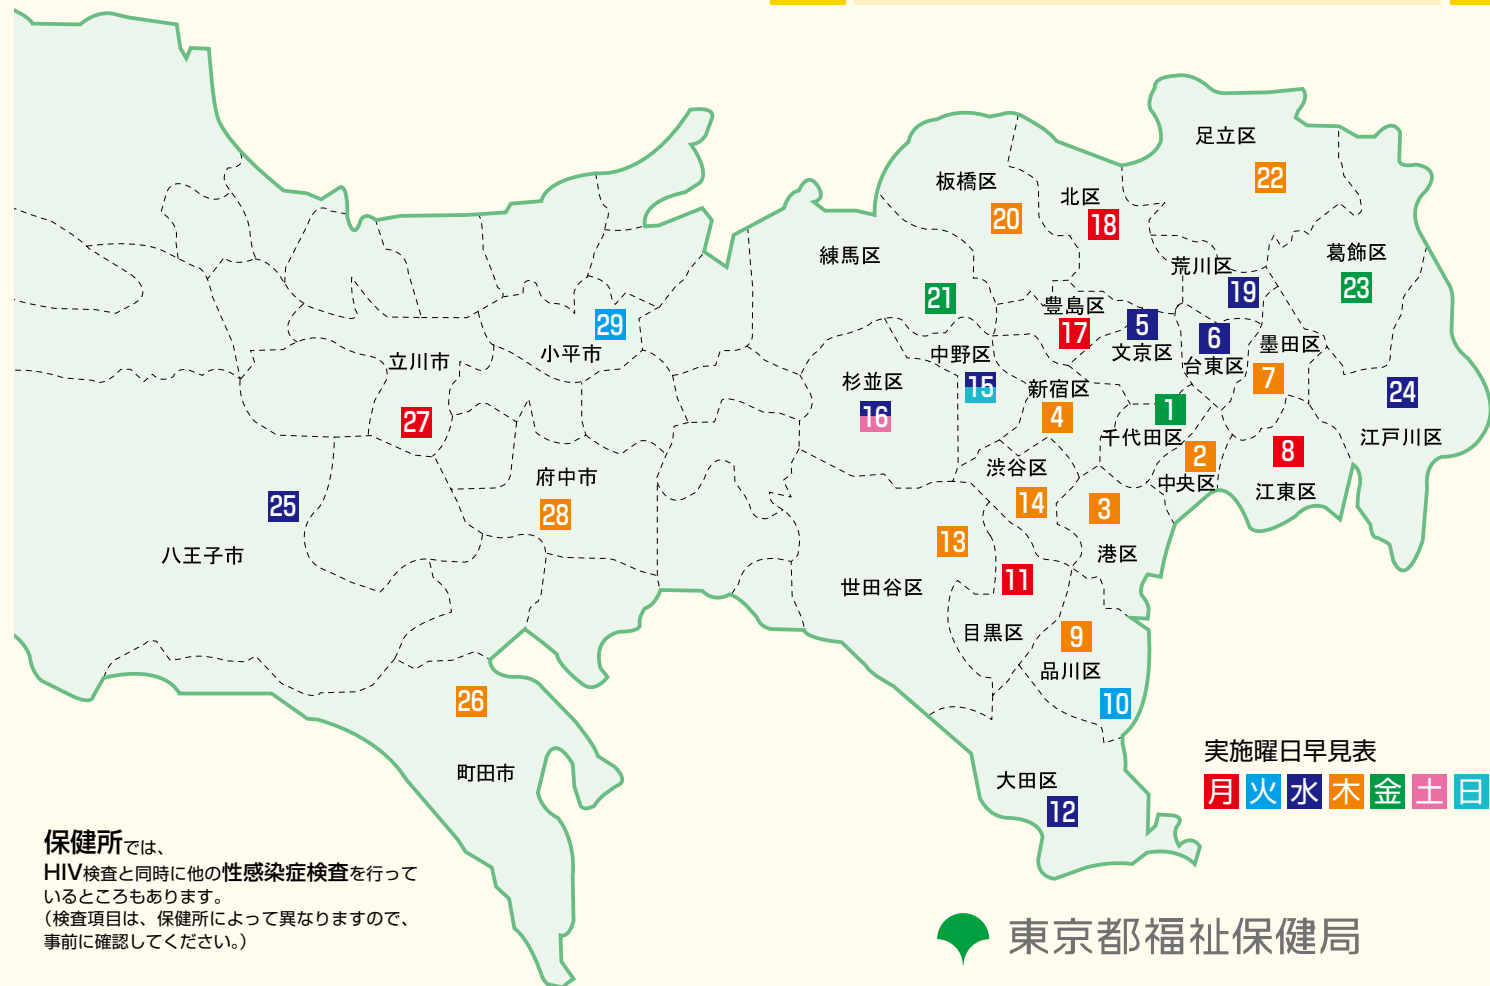 足立区
22
板橋区
20
北区
18
練馬区
葛飾区
荒川区
23
19
21
29
豊島区
17
5
6
文京区
台東区
墨田区
小平市
立川市
中野区
7
杉並区
15
新宿区
24
16
4
1
27
千代田区
江戸川区
2
8
府中市
渋谷区
中央区
江東区
25
28
14
3
13
八王子市
港区
11
世田谷区
目黒区
9
品川区
26
10
町田市
大田区
12
実施曜日早見表
月 火 水 木 金 土 日
保健所では、
HIV検査と同時に他の性感染症検査を行って
いるところもあります。
(検査項目は、保健所によって異なりますので、
事前に確認してください。)
東京都福祉保健局